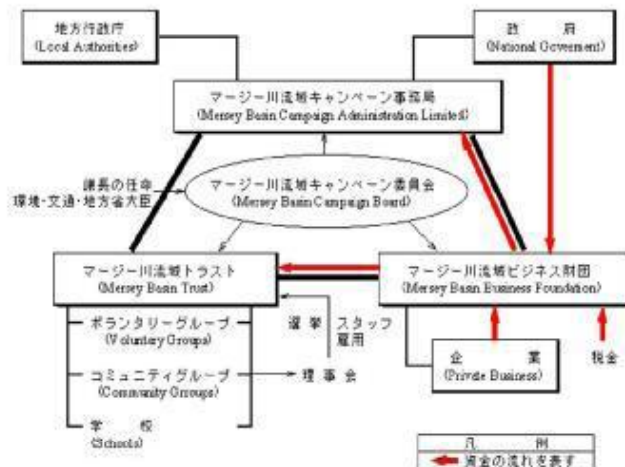 地方行政庁
(Local Authorities)
政　府
(National Goverment)
マージー川流域キャンペーン事務局
(Mersey Basin Campaign Administration Limited)
議長の任命
環境・交通・地方省大臣
マージー川流域キャンペーン委員会
(Mersey Basin Campaign Board)
マージー川流域トラスト
(Mersey Basin Trust)
マージー川流域ビジネス財団
(Mersey Basin Business Foundation)
ボランタリーグループ
(Voluntary Groups)
選挙
スタッフ
雇用
コミュニティグループ
(Community Groups)
理事会
企　業
(Private Business)
税金
学　校
(Schools)
凡　例
資金の流れを表す